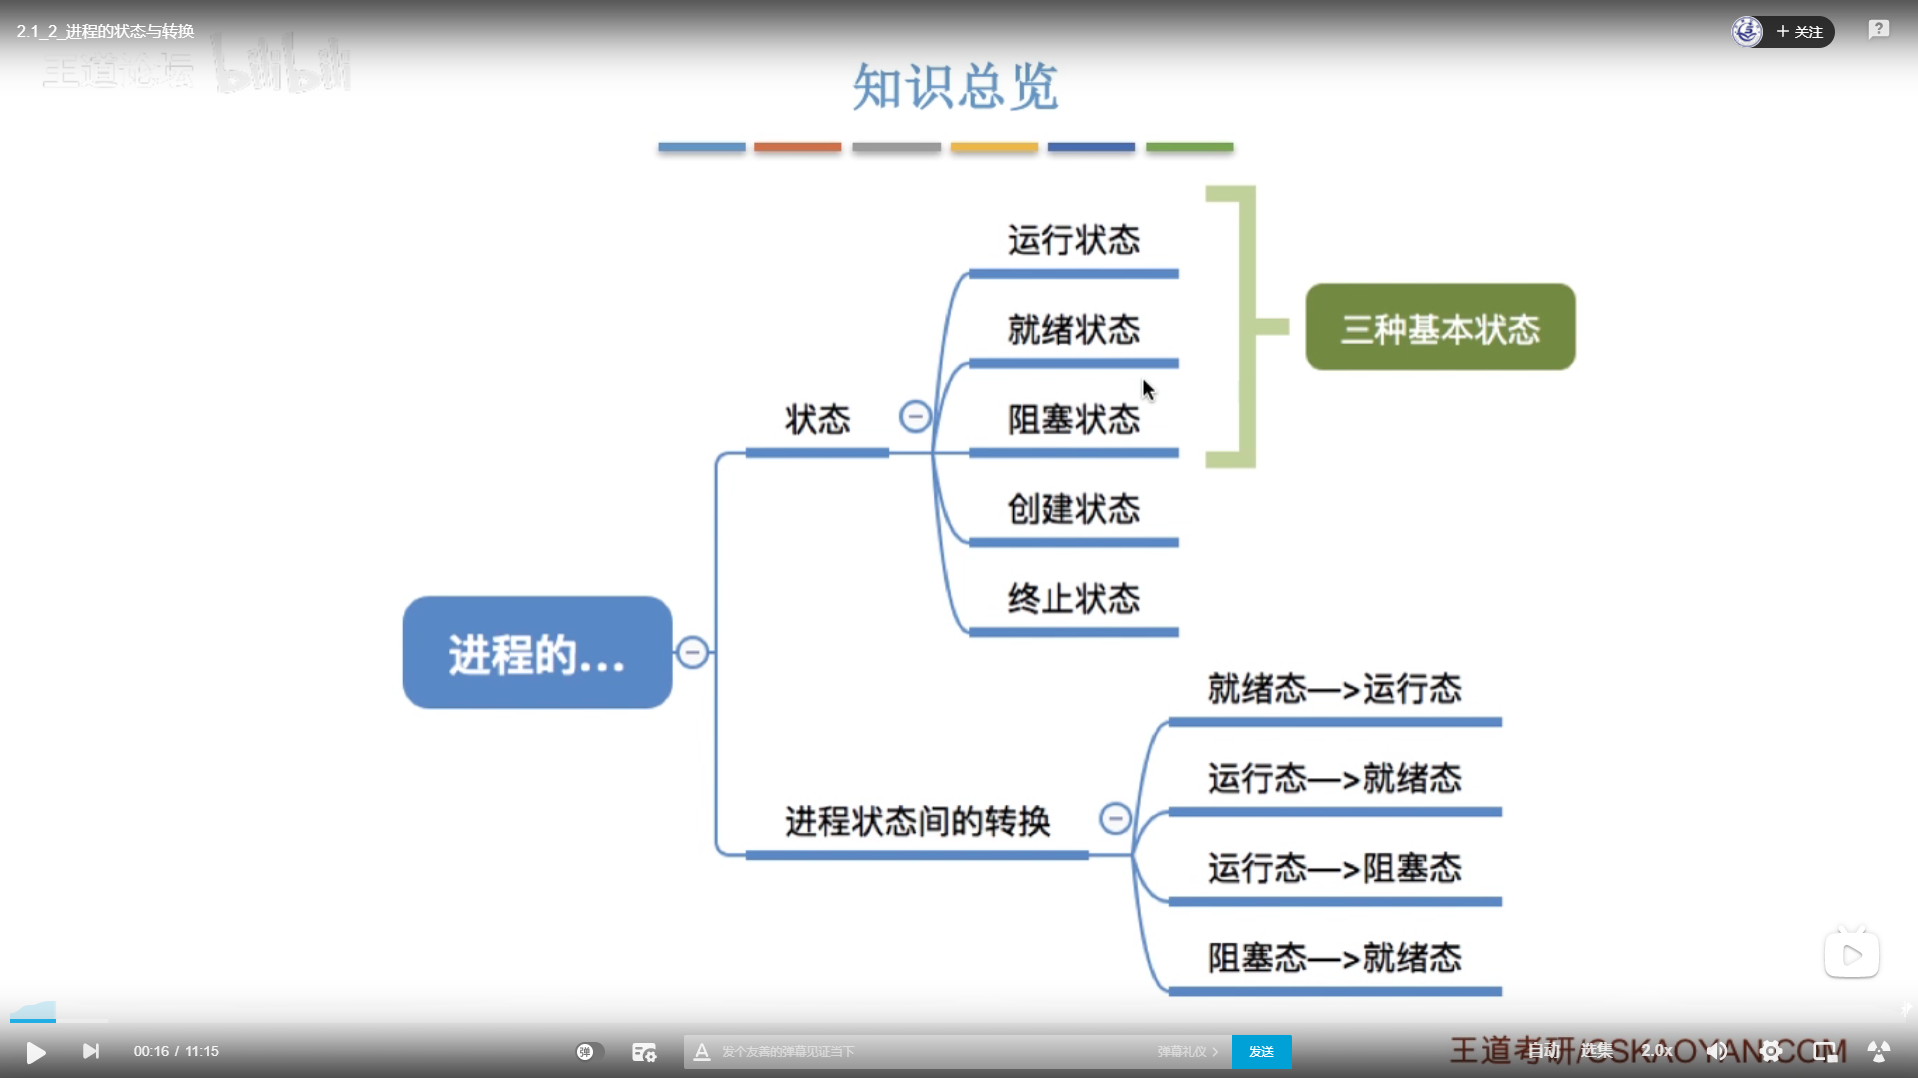 2.1_2_进程的状态与转换
+ 关注
王道论坛 bilibili
知识总览
运行状态
就绪状态
三种基本状态
状态
阻塞状态
创建状态
终止状态
进程的...
就绪态—>运行态
运行态—>就绪态
进程状态间的转换
运行态—>阻塞态
阻塞态—>就绪态
00:16 / 11:15
弹
发个友善的弹幕见证当下
弹幕礼仪 >
发送
自动
选集
2.0x
王道考研/CSKAOYAN.COM